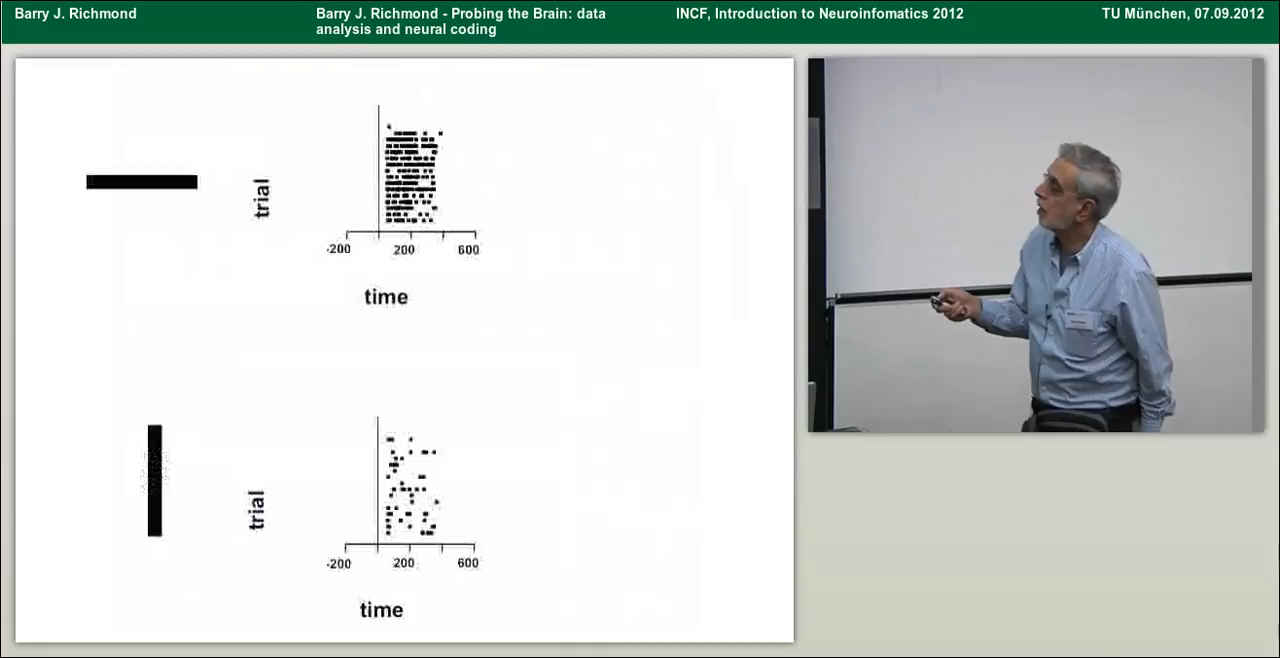 Barry J. Richmond
Barry J. Richmond - Probing the Brain: data
analysis and neural coding
INCF, Introduction to Neuroinfomatics 2012
TU München, 07.09.2012
trial
-200 200 600
time
trial
-200 200 600
time